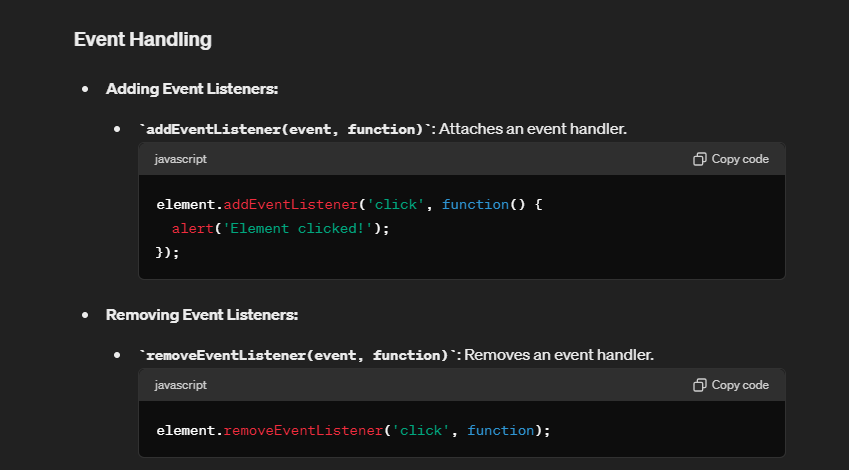 Event Handling
• Adding Event Listeners:
• `addEventListener(event, function)`: Attaches an event handler.
javascript Copy code
element.addEventListener('click', function() {
  alert('Element clicked!');
});
• Removing Event Listeners:
• `removeEventListener(event, function)`: Removes an event handler.
javascript Copy code
element.removeEventListener('click', function);